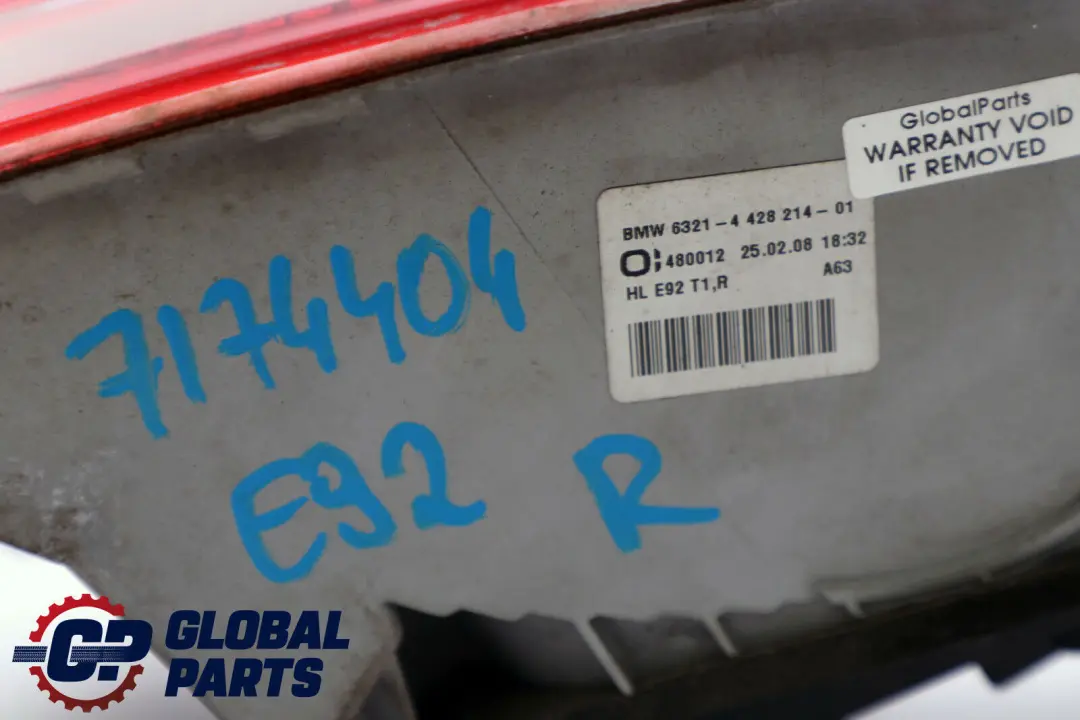 GlobalParts
WARRANTY VOID
IF REMOVED
BMW 6321-4 428 214-01
480012 25.02.08 18:32
HL E92 T1,R A63
7174404
E92 R
GP GLOBAL
PARTS